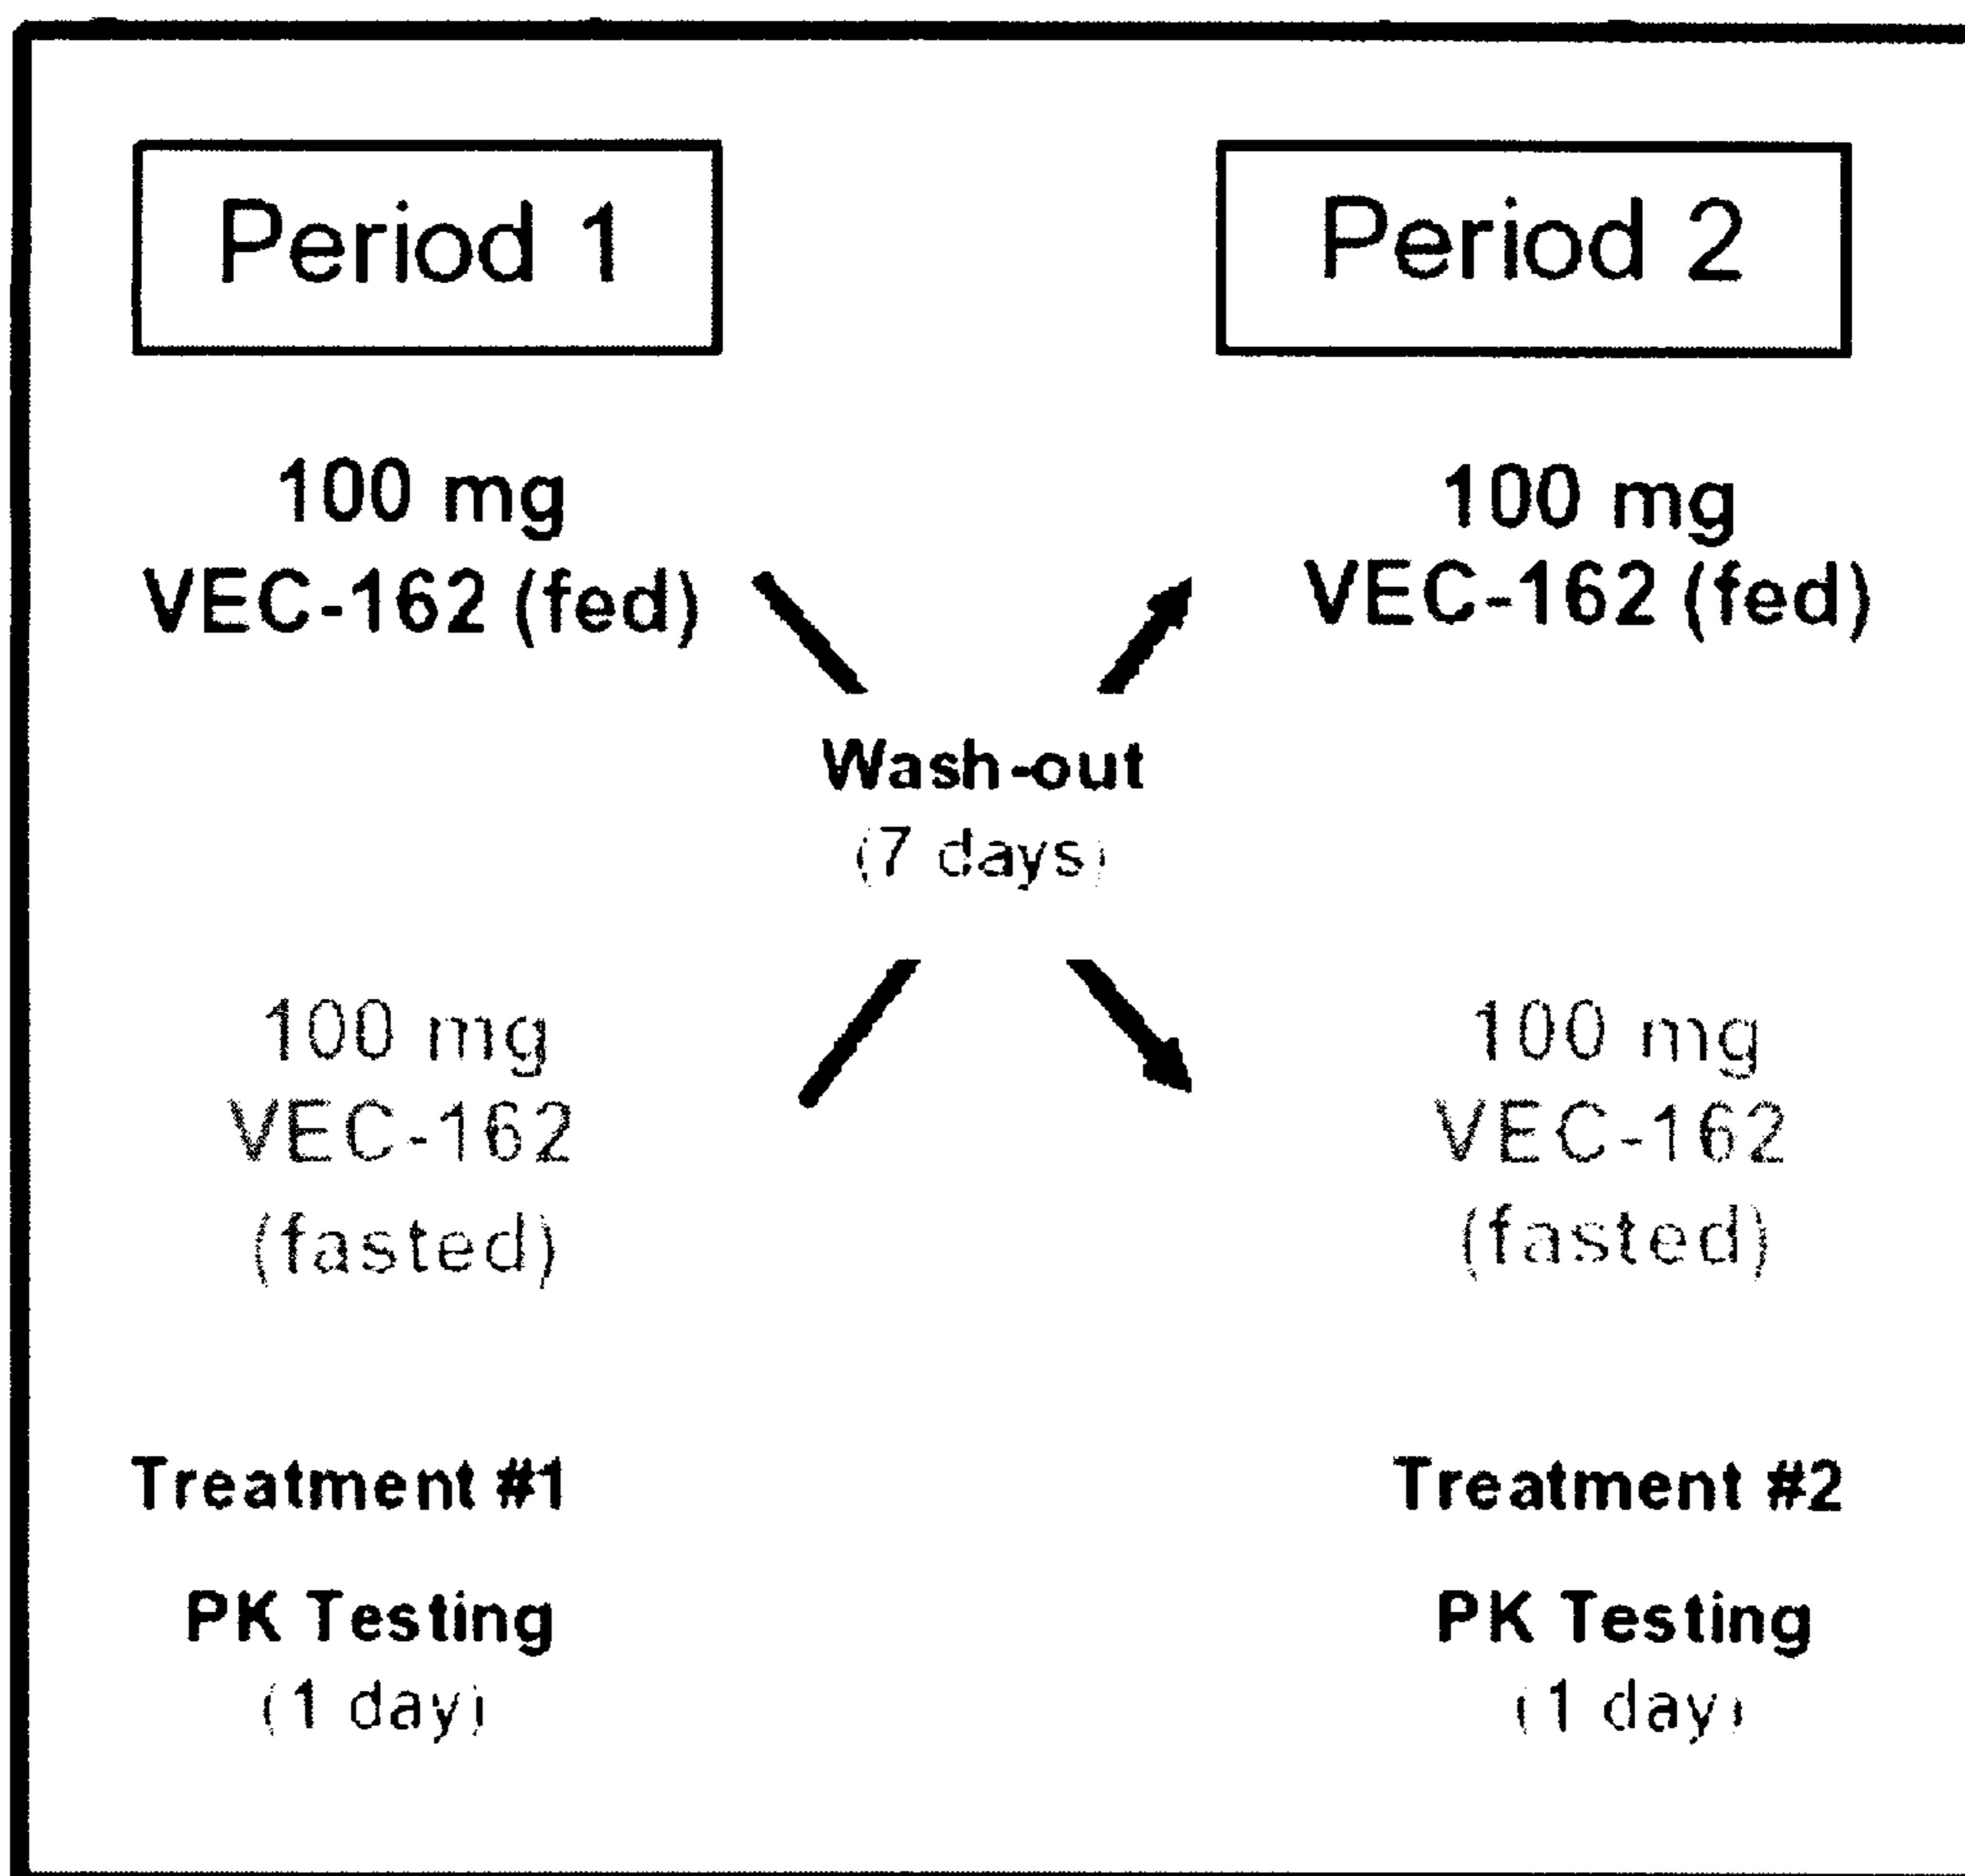 Period 1
Period 2
100 mg
VEC-162 (fed)
100 mg
VEC-162 (fed)
Wash-out
(7 days)
100 mg
VEC-162
(fasted)
100 mg
VEC-162
(fasted)
Treatment #1
PK Testing
(1 day)
Treatment #2
PK Testing
(1 day)